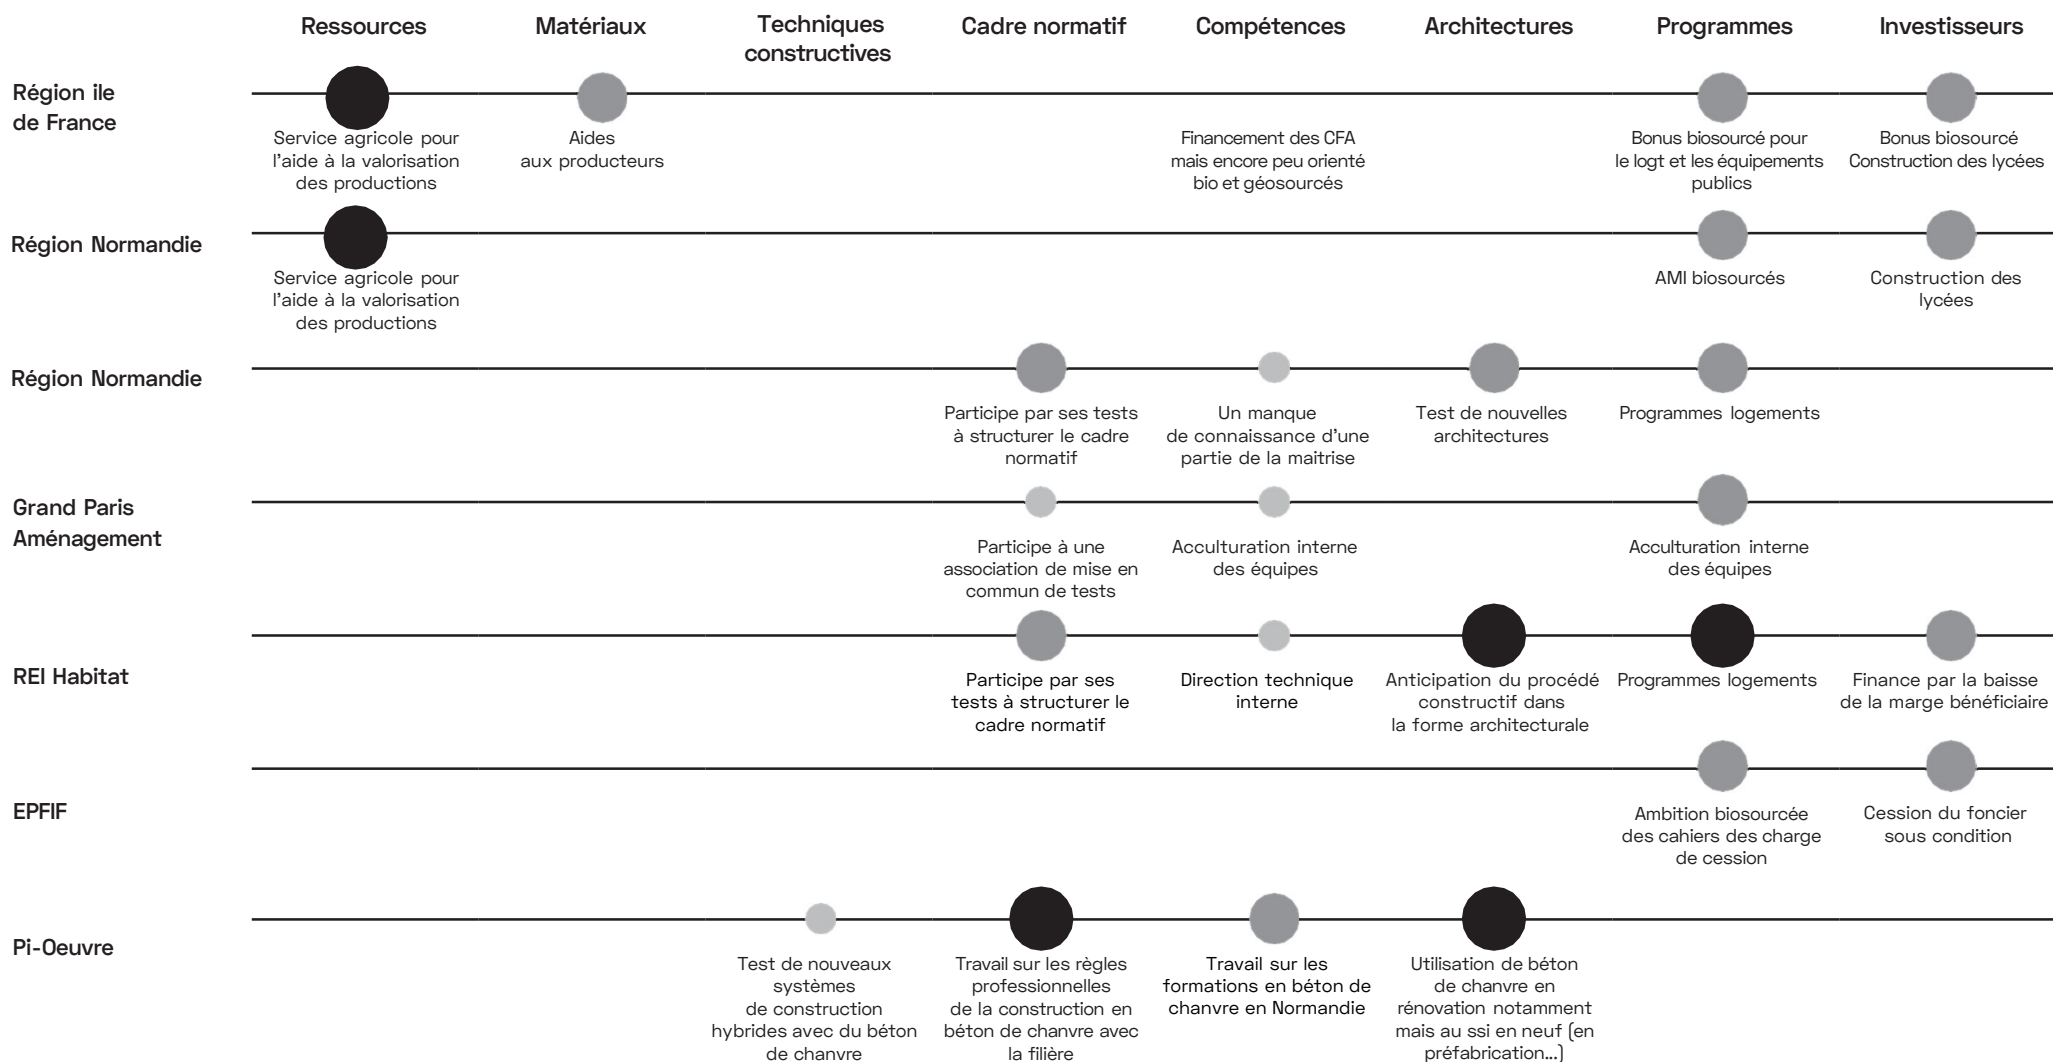 Ressources
Matériaux
Techniques
constructives
Cadre normatif
Compétences
Architectures
Programmes
Investisseurs
Région ile
de France
Service agricole pour
l'aide à la valorisation
des productions
Aides
aux producteurs
Financement des CFA
mais encore peu orienté
bio et géosourcés
Bonus biosourcé pour
le logt et les équipements
publics
Bonus biosourcé
Construction des lycées
Région Normandie
Service agricole pour
l'aide à la valorisation
des productions
AMI biosourcés
Construction des
lycées
Région Normandie
Participe par ses tests
à structurer le cadre
normatif
Un manque
de connaissance d'une
partie de la maitrise
Test de nouvelles
architectures
Programmes logements
Grand Paris
Aménagement
Participe à une
association de mise en
commun de tests
Acculturation interne
des équipes
Acculturation interne
des équipes
REI Habitat
Participe par ses
tests à structurer le
cadre normatif
Direction technique
interne
Anticipation du procédé
constructif dans
la forme architecturale
Programmes logements
Finance par la baisse
de la marge bénéficiaire
EPFIF
Ambition biosourcée
des cahiers des charge
de cession
Cession du foncier
sous condition
Pi-Oeuvre
Test de nouveaux
systèmes
de construction
hybrides avec du béton
de chanvre
Travail sur les règles
professionnelles
de la construction en
béton de chanvre avec
la filière
Travail sur les
formations en béton de
chanvre en Normandie
Utilisation de béton
de chanvre en
rénovation notamment
mais au ssi en neuf (en
préfabrication...)